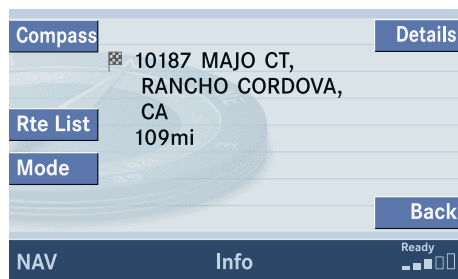 Compass
Details
10187 MAJO CT,
RANCHO CORDOVA,
CA
109mi
Rte List
Mode
Back
NAV
Info
Ready